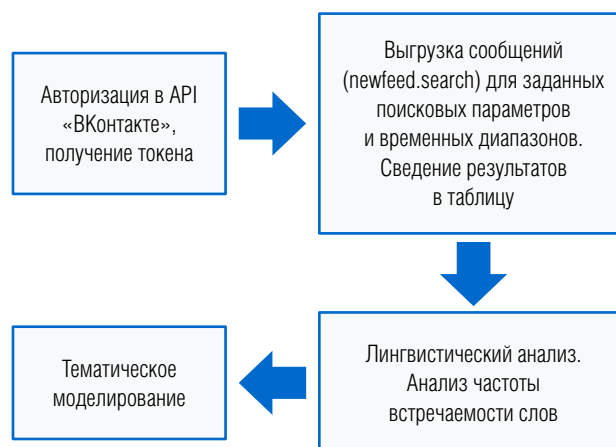 Авторизация в API
«ВКонтакте»,
получение токена
Выгрузка сообщений
(newfeed.search) для заданных
поисковых параметров
и временных диапазонов.
Сведение результатов
в таблицу
Лингвистический анализ.
Анализ частоты
встречаемости слов
Тематическое
моделирование